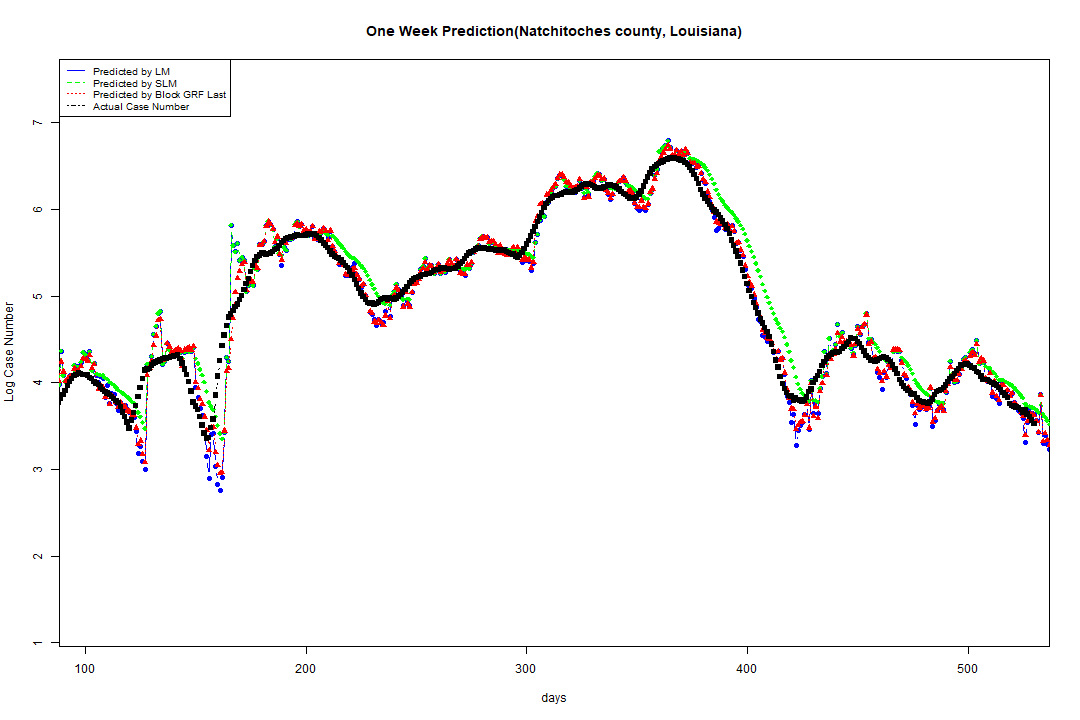 One Week Prediction(Natchitoches county, Louisiana)
Predicted by LM
Predicted by SLM
Predicted by Block GRF Last
Actual Case Number
Log Case Number
7
6
5
4
3
2
1
100 200 300 400 500
days